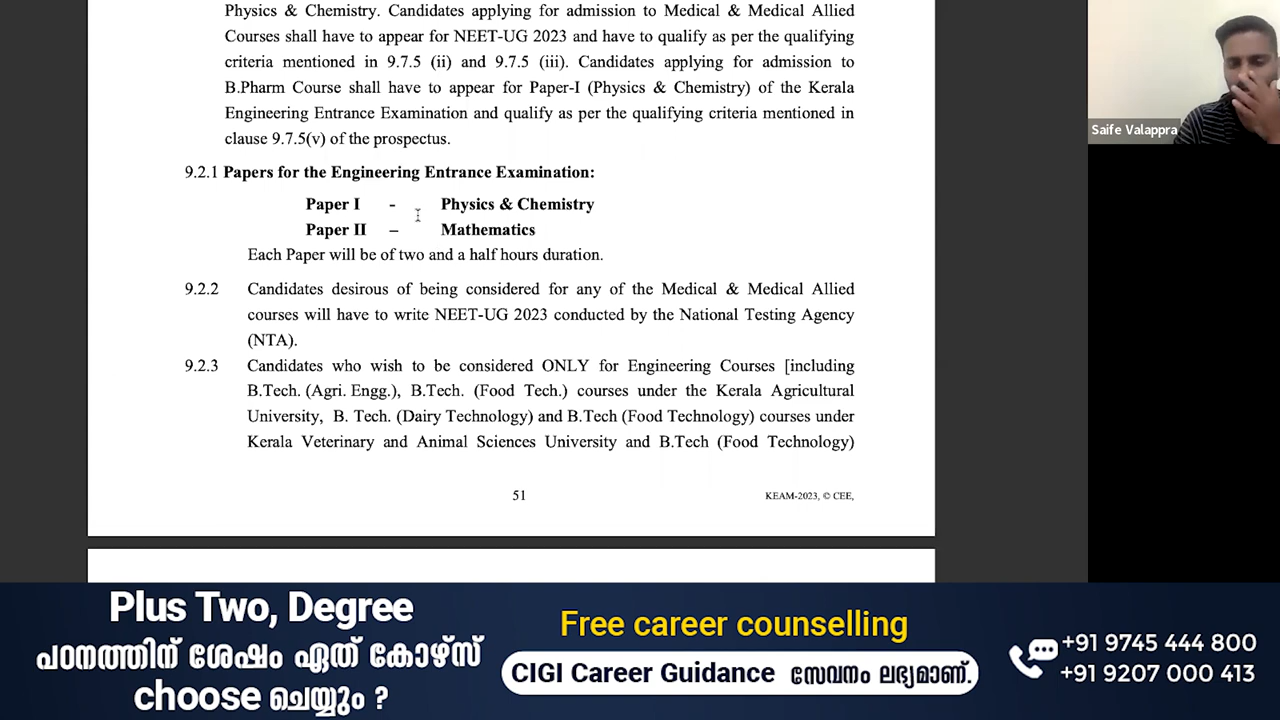 Physics & Chemistry. Candidates applying for admission to Medical & Medical Allied
Courses shall have to appear for NEET-UG 2023 and have to qualify as per the qualifying
criteria mentioned in 9.7.5 (ii) and 9.7.5 (iii). Candidates applying for admission to
B.Pharm Course shall have to appear for Paper-I (Physics & Chemistry) of the Kerala
Engineering Entrance Examination and qualify as per the qualifying criteria mentioned in
clause 9.7.5(v) of the prospectus.
9.2.1 Papers for the Engineering Entrance Examination:
Paper I - Physics & Chemistry
Paper II – Mathematics
Each Paper will be of two and a half hours duration.
9.2.2 Candidates desirous of being considered for any of the Medical & Medical Allied
courses will have to write NEET-UG 2023 conducted by the National Testing Agency
(NTA).
9.2.3 Candidates who wish to be considered ONLY for Engineering Courses [including
B.Tech. (Agri. Engg.), B.Tech. (Food Tech.) courses under the Kerala Agricultural
University, B. Tech. (Dairy Technology) and B.Tech (Food Technology) courses under
Kerala Veterinary and Animal Sciences University and B.Tech (Food Technology)
51 KEAM-2023, © CEE,
Saife Valappra
Plus Two, Degree
പഠനത്തിന് ശേഷം ഏത് കോഴ്സ്
choose ചെയ്യും ?
Free career counselling
CIGI Career Guidance സേവനം ലഭ്യമാണ്.
+91 9745 444 800
+91 9207 000 413